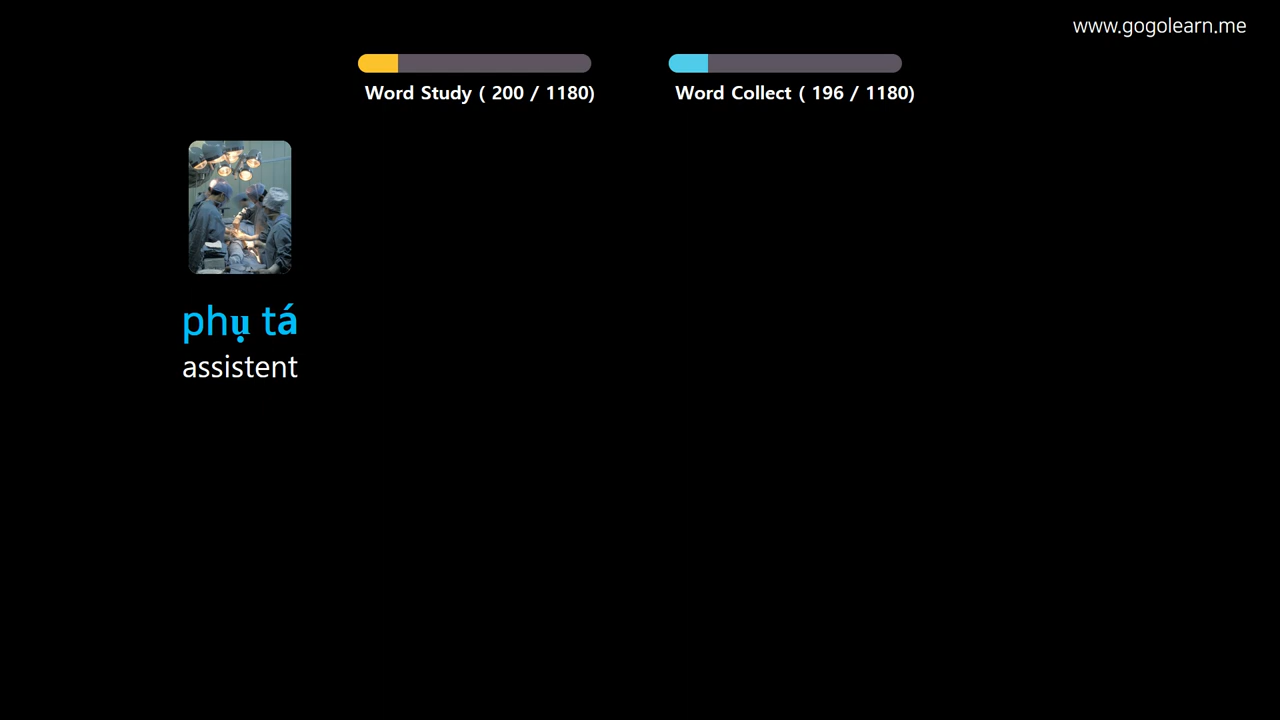 www.gogolearn.me
Word Study ( 200 / 1180)
Word Collect ( 196 / 1180)
phụ tá
assistent